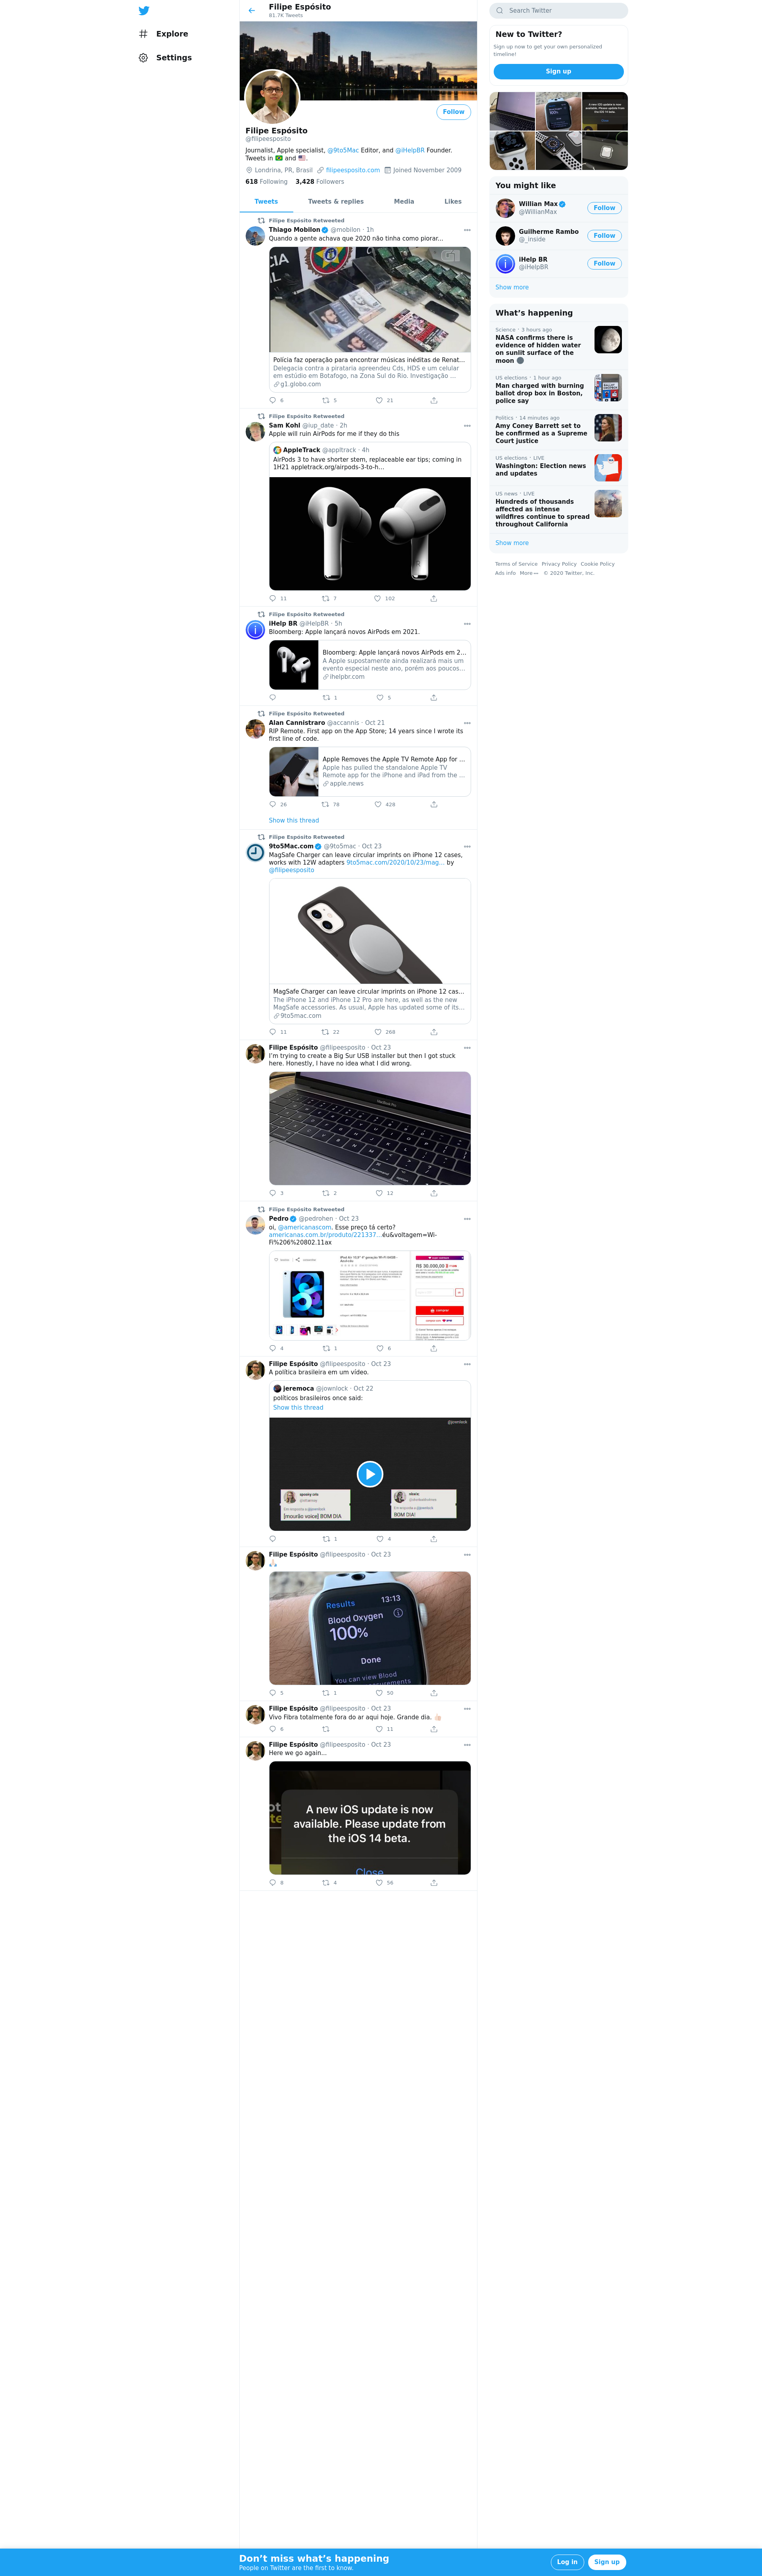 Explore
Settings
Filipe Espósito
81.7K Tweets
Follow
Filipe Espósito
@filipeesposito
Journalist, Apple specialist, @9to5Mac Editor, and @iHelpBR Founder.
Tweets in 🇧🇷 and 🇺🇸.
Londrina, PR, Brasil filipeesposito.com Joined November 2009
618 Following 3,428 Followers
Tweets Tweets & replies Media Likes
Filipe Espósito Retweeted
Thiago Mobilon @mobilon · 1h
Quando a gente achava que 2020 não tinha como piorar...
Polícia faz operação para encontrar músicas inéditas de Renat...
Delegacia contra a pirataria apreendeu Cds, HDS e um celular
em estúdio em Botafogo, na Zona Sul do Rio. Investigação ...
g1.globo.com
6 5 21
Filipe Espósito Retweeted
Sam Kohl @iup_date · 2h
Apple will ruin AirPods for me if they do this
AppleTrack @appltrack · 4h
AirPods 3 to have shorter stem, replaceable ear tips; coming in
1H21 appletrack.org/airpods-3-to-h…
11 7 102
Filipe Espósito Retweeted
iHelp BR @iHelpBR · 5h
Bloomberg: Apple lançará novos AirPods em 2021.
Bloomberg: Apple lançará novos AirPods em 2...
A Apple supostamente ainda realizará mais um
evento especial neste ano, porém aos poucos...
ihelpbr.com
1 5
Filipe Espósito Retweeted
Alan Cannistraro @accannis · Oct 21
RIP Remote. First app on the App Store; 14 years since I wrote its
first line of code.
Apple Removes the Apple TV Remote App for ...
Apple has pulled the standalone Apple TV
Remote app for the iPhone and iPad from the ...
apple.news
26 78 428
Show this thread
Filipe Espósito Retweeted
9to5Mac.com @9to5mac · Oct 23
MagSafe Charger can leave circular imprints on iPhone 12 cases,
works with 12W adapters 9to5mac.com/2020/10/23/mag… by
@filipeesposito
MagSafe Charger can leave circular imprints on iPhone 12 cas...
The iPhone 12 and iPhone 12 Pro are here, as well as the new
MagSafe accessories. As usual, Apple has updated some of its...
9to5mac.com
11 22 268
Filipe Espósito @filipeesposito · Oct 23
I'm trying to create a Big Sur USB installer but then I got stuck
here. Honestly, I have no idea what I did wrong.
3 2 12
Filipe Espósito Retweeted
Pedro @pedrohen · Oct 23
oi, @americanascom. Esse preço tá certo?
americanas.com.br/produto/221337…éu&voltagem=Wi-
Fi%206%20802.11ax
R$ 30.000,00
comprar
4 1 6
Filipe Espósito @filipeesposito · Oct 23
A política brasileira em um vídeo.
jeremoca @jownlock · Oct 22
políticos brasileiros once said:
Show this thread
@jownlock
[mourão voice] BOM DIA
BOM DIA!
1 4
Filipe Espósito @filipeesposito · Oct 23
🙏🏻
Results 13:13
Blood Oxygen
100%
Done
You can view Blood
5 1 50
Filipe Espósito @filipeesposito · Oct 23
Vivo Fibra totalmente fora do ar aqui hoje. Grande dia. 👍🏻
6 11
Filipe Espósito @filipeesposito · Oct 23
Here we go again...
A new iOS update is now
available. Please update from
the iOS 14 beta.
Close
8 4 56
Search Twitter
New to Twitter?
Sign up now to get your own personalized
timeline!
Sign up
You might like
Willian Max
@WillianMax
Follow
Guilherme Rambo
@_inside
Follow
iHelp BR
@iHelpBR
Follow
Show more
What's happening
Science · 3 hours ago
NASA confirms there is
evidence of hidden water
on sunlit surface of the
moon 🌑
US elections · 1 hour ago
Man charged with burning
ballot drop box in Boston,
police say
Politics · 14 minutes ago
Amy Coney Barrett set to
be confirmed as a Supreme
Court justice
US elections · LIVE
Washington: Election news
and updates
US news · LIVE
Hundreds of thousands
affected as intense
wildfires continue to spread
throughout California
Show more
Terms of Service Privacy Policy Cookie Policy
Ads info More © 2020 Twitter, Inc.
Don't miss what's happening
People on Twitter are the first to know.
Log in Sign up